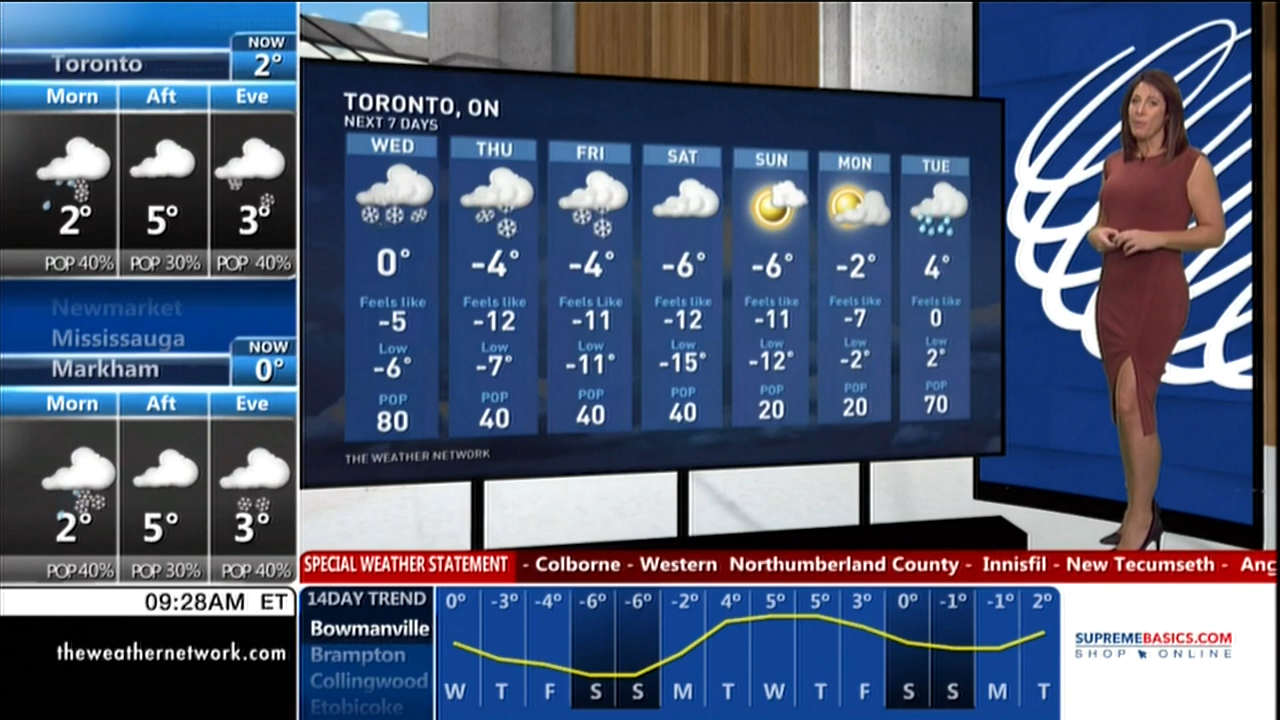 Toronto
NOW
2°
Morn Aft Eve
2° 5° 3°
POP 40% POP 30% POP 40%
Newmarket
Mississauga
Markham
NOW
0°
Morn Aft Eve
2° 5° 3°
POP 40% POP 30% POP 40%
09:28AM ET
theweathernetwork.com
TORONTO, ON
NEXT 7 DAYS
WED THU FRI SAT SUN MON TUE
0° -4° -4° -6° -6° -2° 4°
Feels like Feels like Feels Like Feels like Feels like Feels like Feels like
-5 -12 -11 -12 -11 -7 0
Low Low Low Low Low Low Low
-6° -7° -11° -15° -12° -2° 2°
POP POP POP POP POP POP POP
80 40 40 40 20 20 70
THE WEATHER NETWORK
SPECIAL WEATHER STATEMENT - Colborne - Western Northumberland County - Innisfil - New Tecumseth - Ang
14DAY TREND
Bowmanville
Brampton
Collingwood
Etobicoke
0° -3° -4° -6° -6° -2° 4° 5° 5° 3° 0° -1° -1° 2°
W T F S S M T W T F S S M T
SUPREMEBASICS.COM
SHOP ONLINE